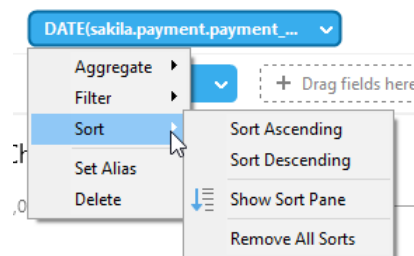 DATE(sakila.payment.payment_...
Aggregate
Filter
+ Drag fields here
Sort
Sort Ascending
Sort Descending
Set Alias
Delete
Show Sort Pane
Remove All Sorts